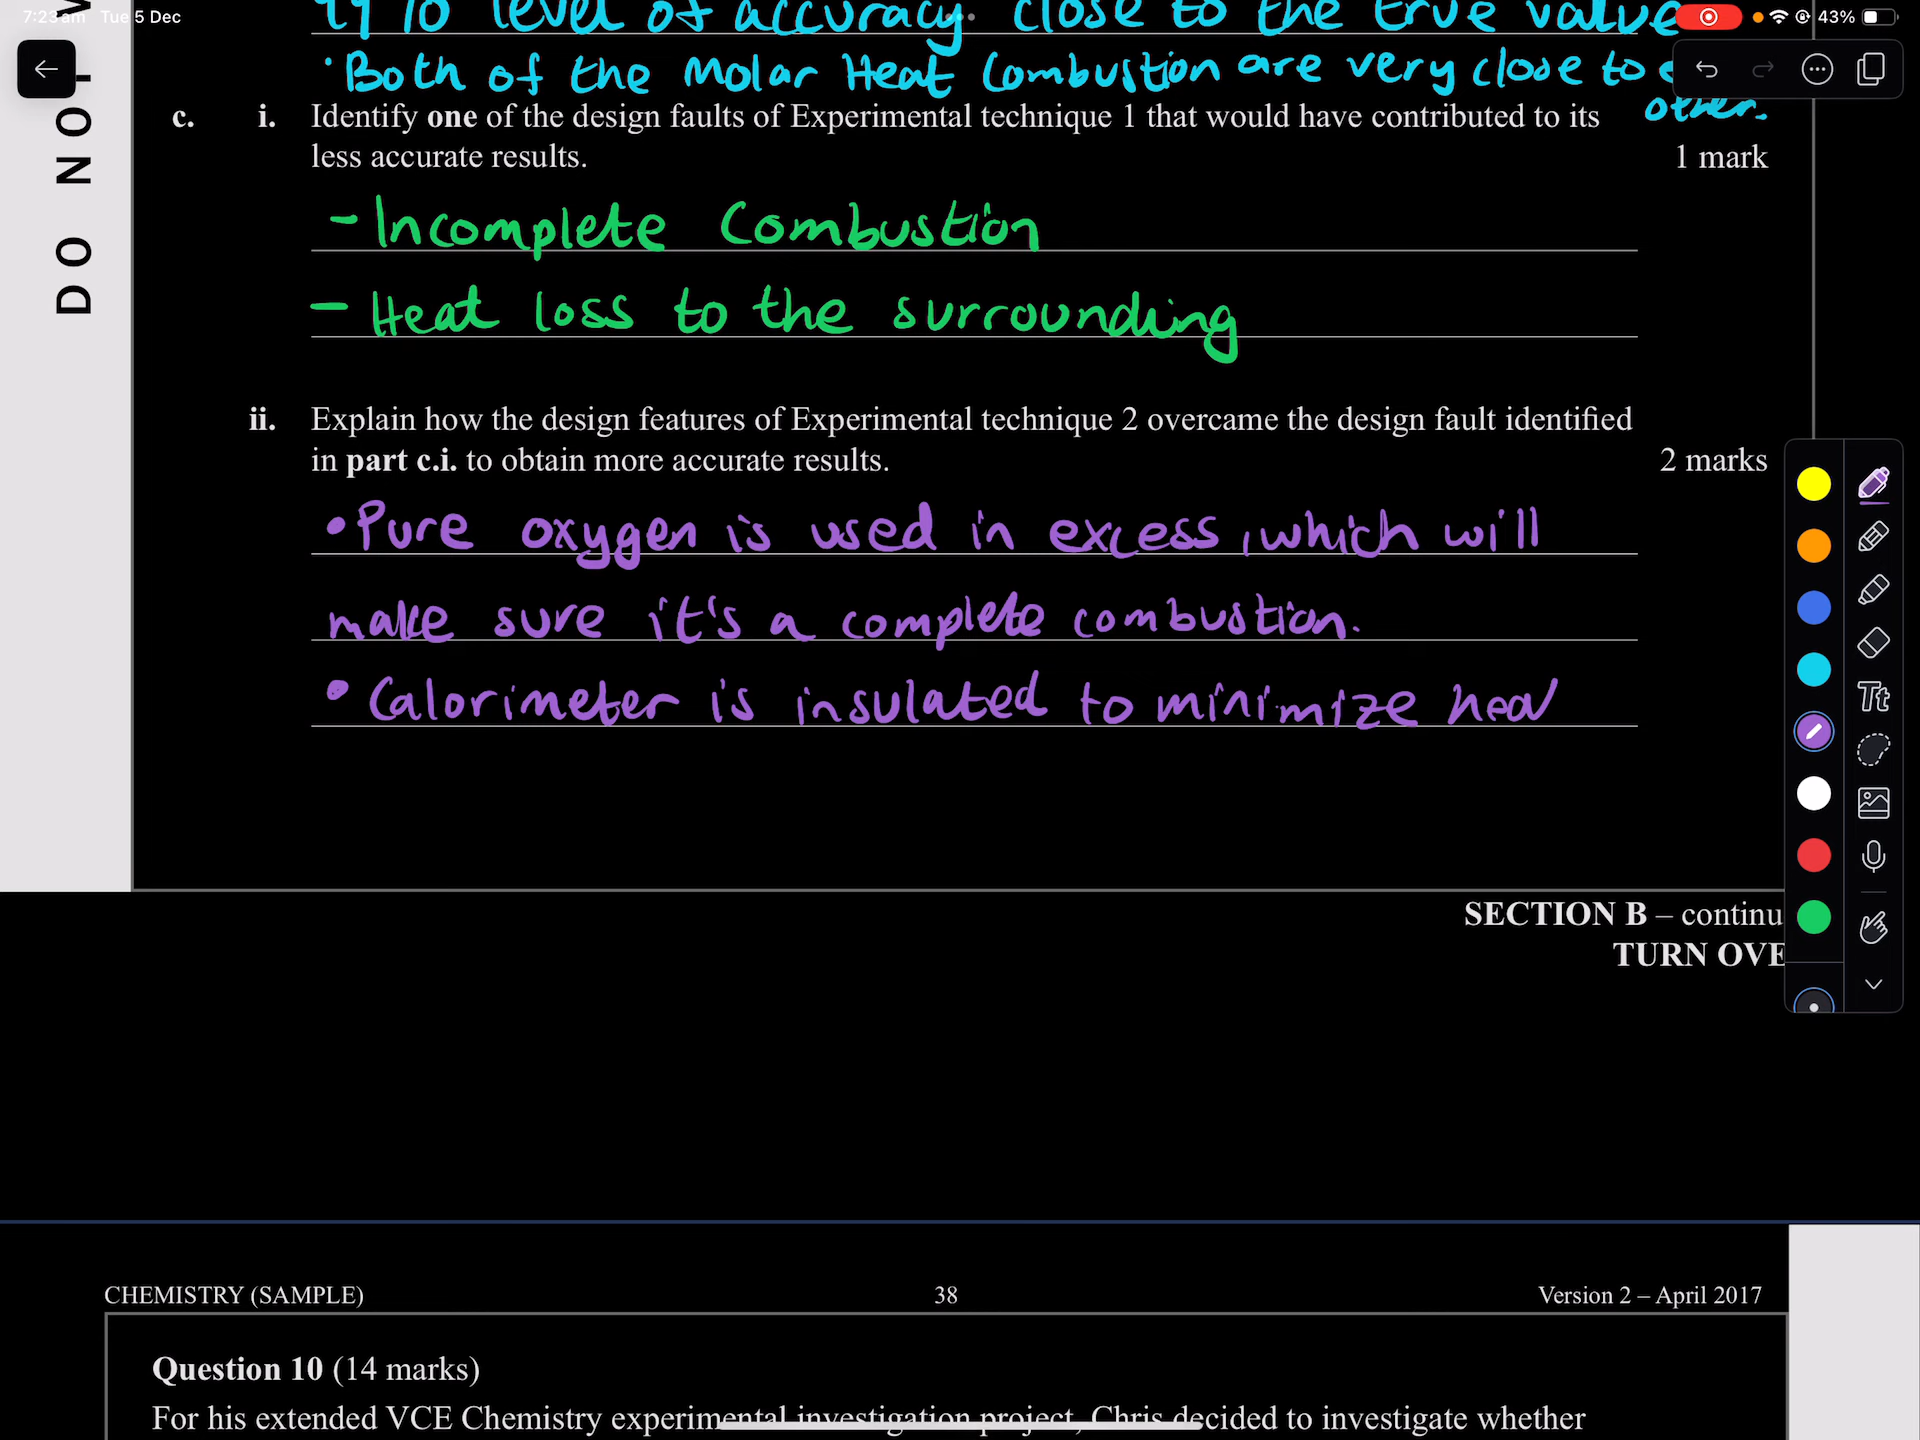 7:23am Tue 5 Dec
43%
level of accuracy close to the true value
• Both of the Molar Heat Combustion are very close to
other.
DO NOT
c. i. Identify one of the design faults of Experimental technique 1 that would have contributed to its
less accurate results. 1 mark
- Incomplete Combustion
- Heat loss to the surrounding
ii. Explain how the design features of Experimental technique 2 overcame the design fault identified
in part c.i. to obtain more accurate results. 2 marks
• Pure oxygen is used in excess, which will
make sure it's a complete combustion.
• Calorimeter is insulated to minimize
Tt
SECTION B – continu
TURN OVE
CHEMISTRY (SAMPLE) 38 Version 2 – April 2017
Question 10 (14 marks)
For his extended VCE Chemistry experimental investigation project, Chris decided to investigate whether